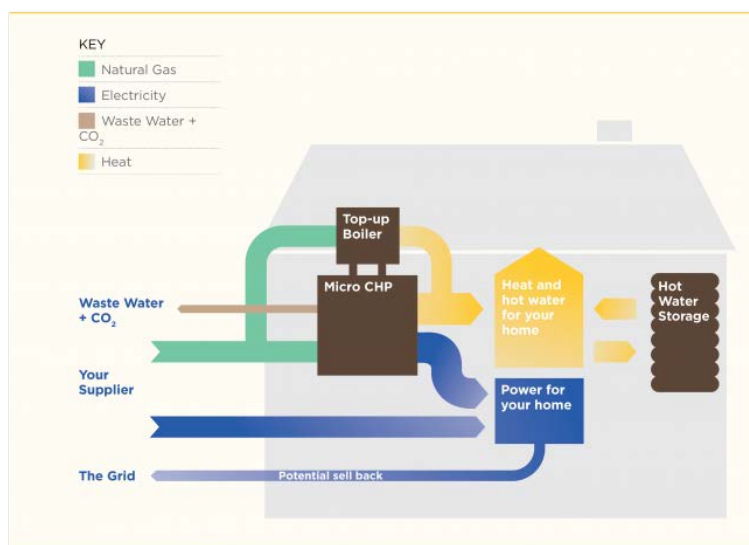 KEY
Natural Gas
Electricity
Waste Water +
CO₂
Heat
Top-up
Boiler
Micro CHP
Waste Water
+ CO₂
Heat and
hot water
for your
home
Hot
Water
Storage
Your
Supplier
Power for
your home
The Grid
Potential sell back